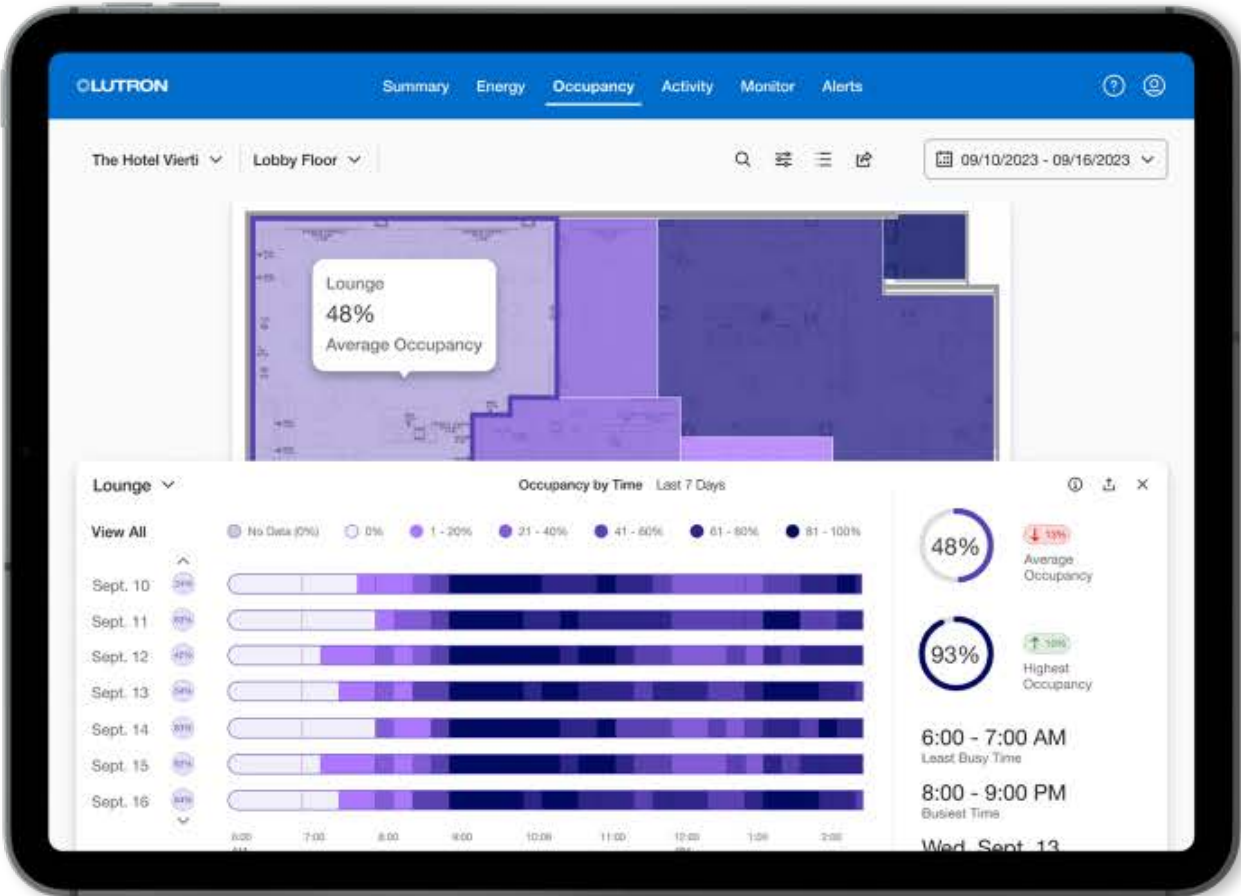 LUTRON
Summary Energy Occupancy Activity Monitor Alerts
The Hotel Vierti Lobby Floor
09/10/2023 - 09/16/2023
Lounge
48%
Average Occupancy
Lounge
Occupancy by Time Last 7 Days
View All
No Data (0%) 0% 1 - 20% 21 - 40% 41 - 60% 61 - 80% 81 - 100%
Sept. 10
Sept. 11
Sept. 12
Sept. 13
Sept. 14
Sept. 15
Sept. 16
6:00 7:00 8:00 9:00 10:00 11:00 12:00 1:00 2:00
48%
Average
Occupancy
93%
10%
Highest
Occupancy
6:00 - 7:00 AM
Least Busy Time
8:00 - 9:00 PM
Busiest Time
Wed. Sept. 13